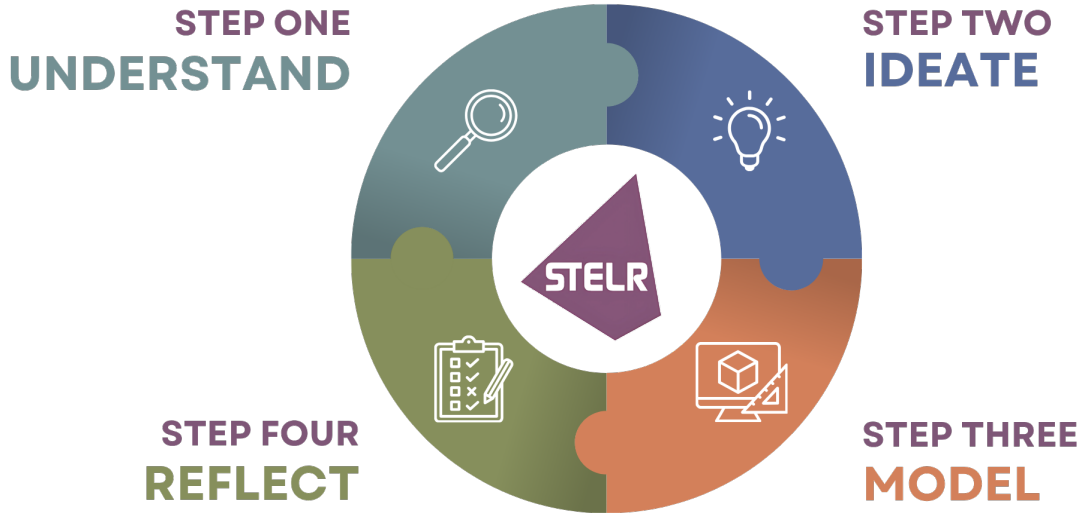 STEP ONE
UNDERSTAND
STEP TWO
IDEATE
STELR
STEP THREE
MODEL
STEP FOUR
REFLECT